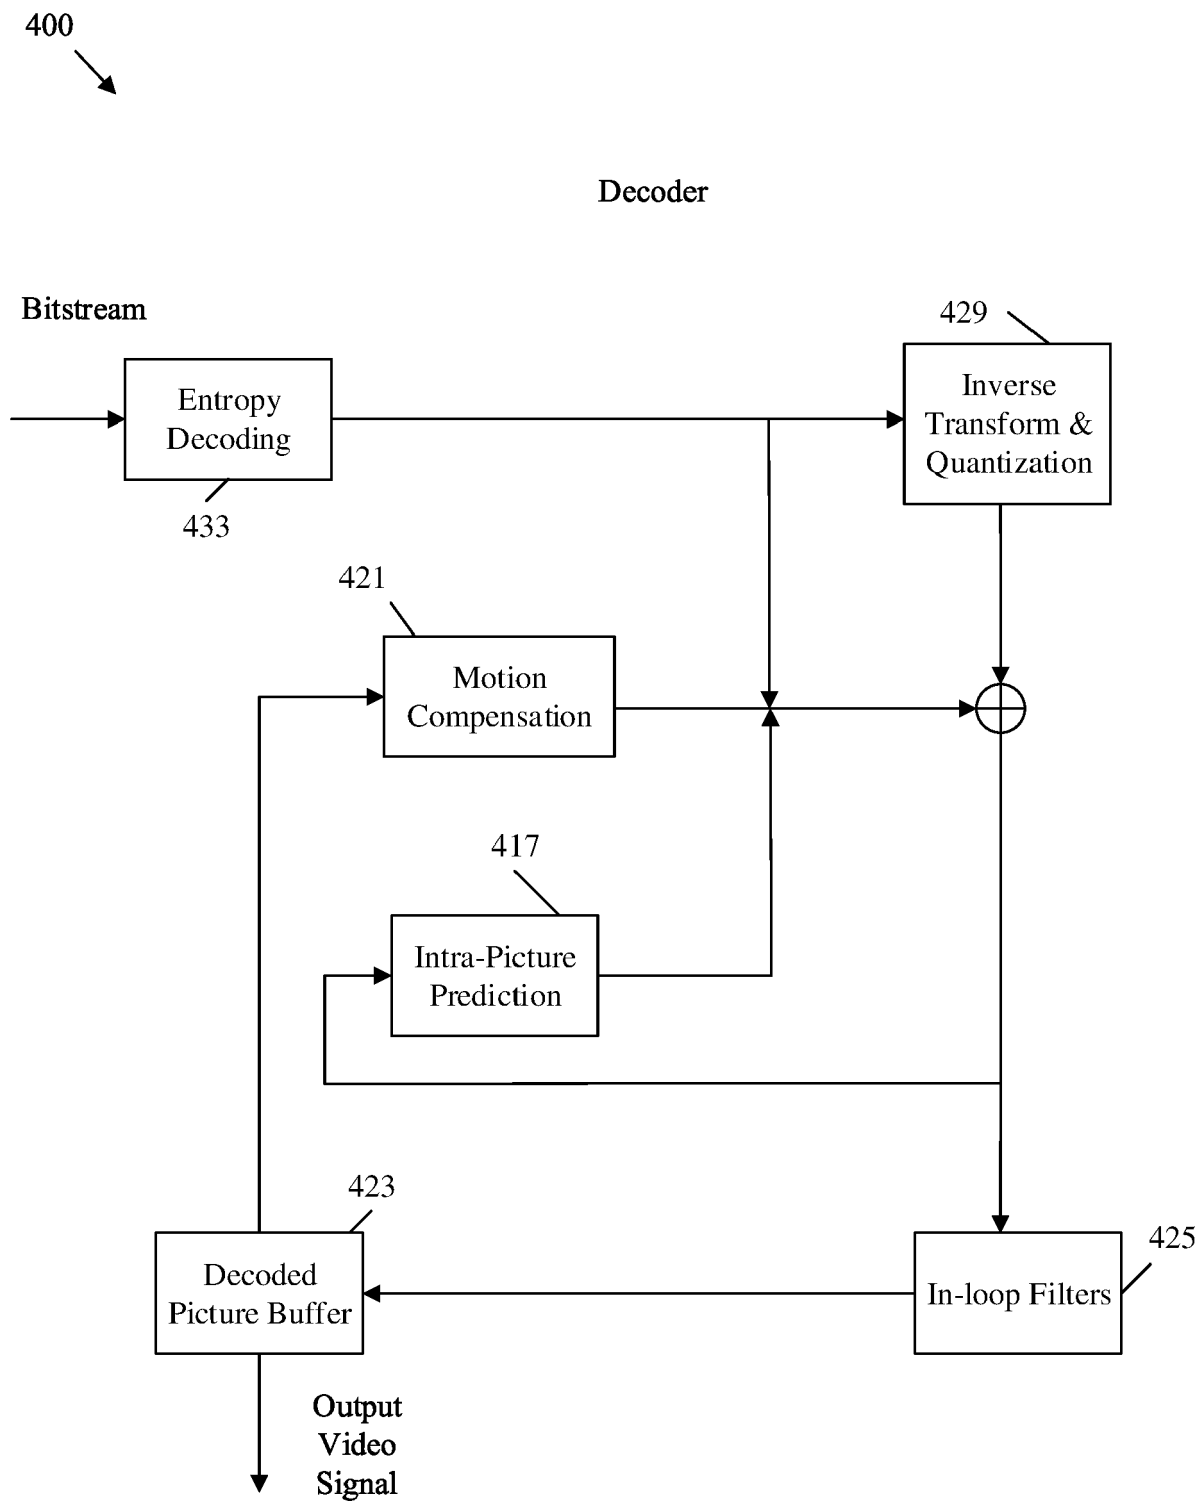 400
Decoder
Bitstream
429
Inverse
Transform &
Quantization
Entropy
Decoding
433
421
Motion
Compensation
417
Intra-Picture
Prediction
423
Decoded
Picture Buffer
425
In-loop Filters
Output
Video
Signal